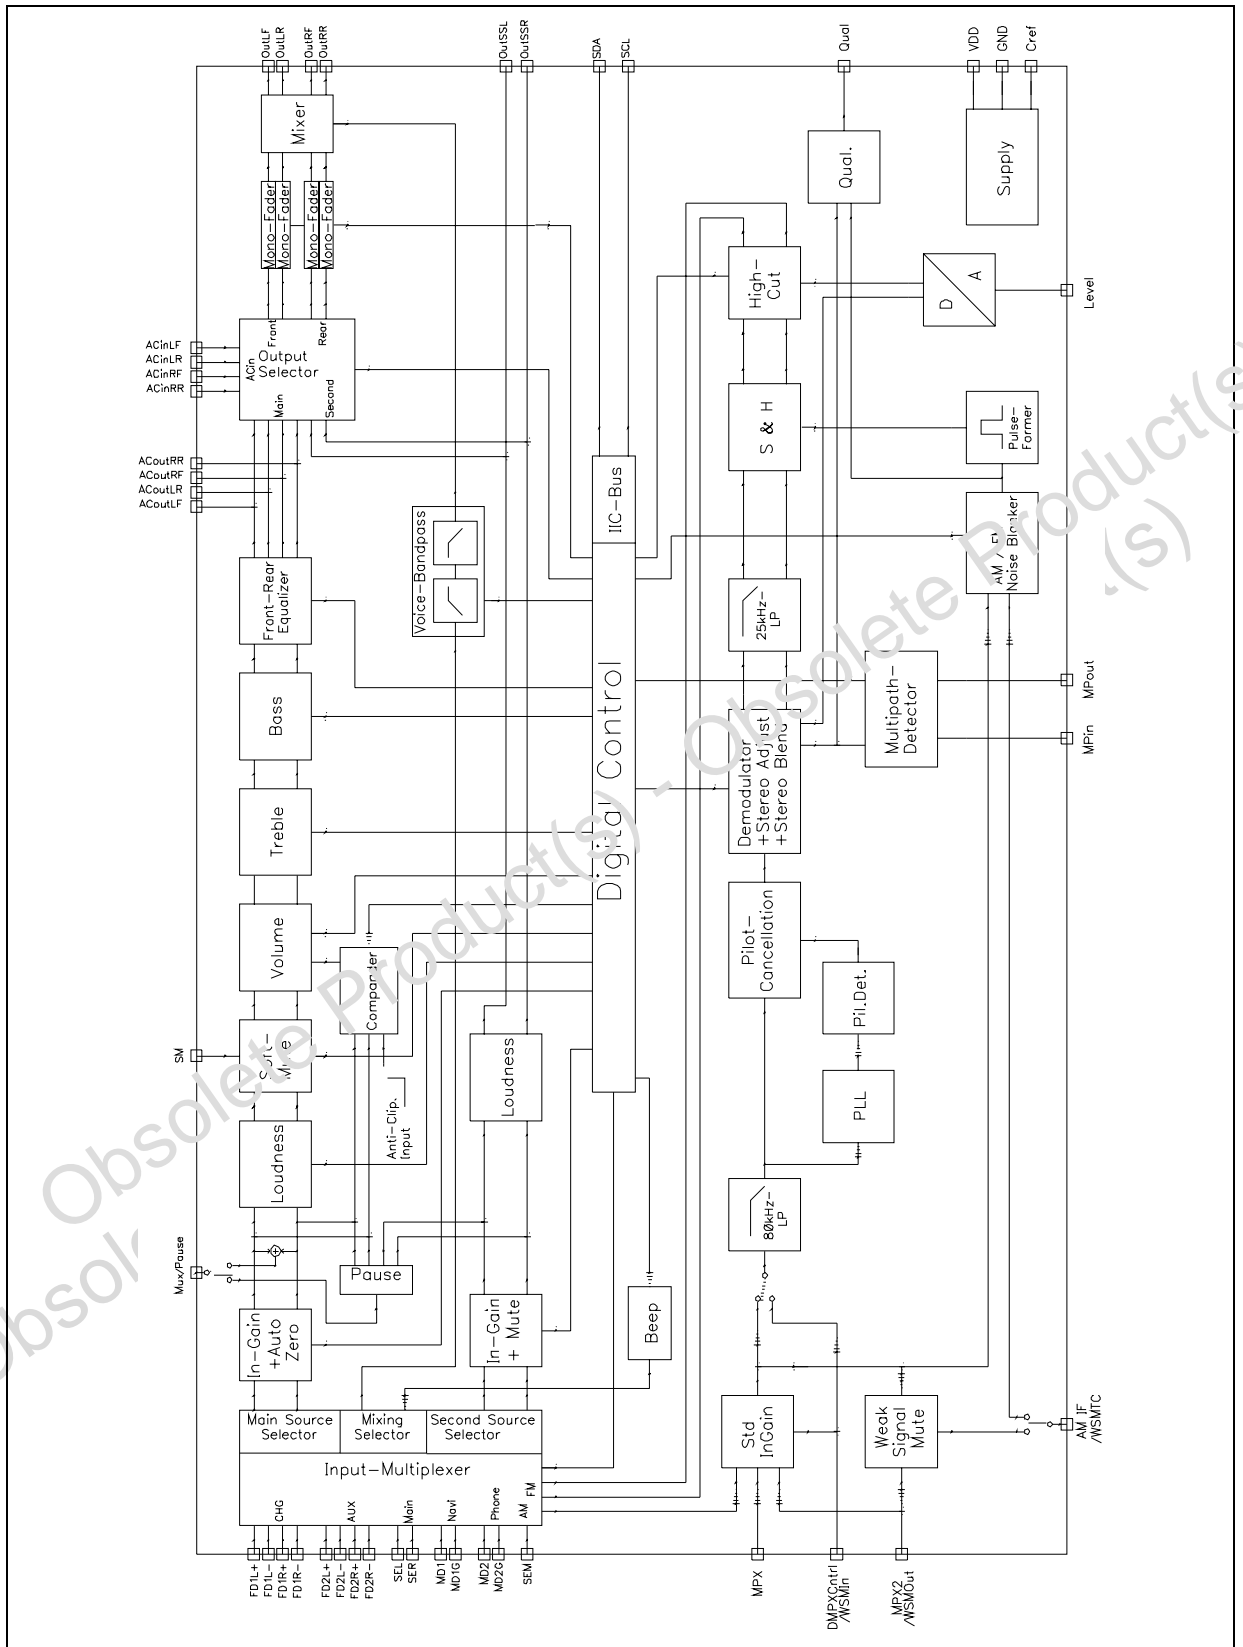 OutLF
OutLR
OutRF
OutRR
OutSSL
OutSSR
SDA
SCL
Qual
VDD
GND
Cref
Mixer
Qual.
Supply
Mono-Fader
Mono-Fader
Mono-Fader
Mono-Fader
High-
Cut
D
A
Level
ACinLF
ACinLR
ACinRF
ACinRR
ACin
Front
Rear
Output
Selector
Main
Second
S & H
Pulse-
Former
ACoutRR
ACoutRF
ACoutLR
ACoutLF
IIC-Bus
Voice-Bandpass
AM /
Noise
Front-Rear
Equalizer
25kHz-
LP
Bass
Digital Control
Demodulator
+Stereo Adjust
+Stereo Blend
Multipath-
Detector
MPout
MPin
Treble
Volume
Compander
Pilot-
Cancellation
Pil.Det.
SM
Loudness
PLL
Loudness
Anti-Clip.
Input
80kHz-
LP
Mux/Pause
Pause
In-Gain
+Auto
Zero
In-Gain
+ Mute
Beep
Main Source
Selector
Mixing
Selector
Second Source
Selector
Input-Multiplexer
Std
InGain
Weak
Signal
Mute
AM IF
/WSMTC
CHG
AUX
Main
Navi
Phone
AM
FM
FD1L+
FD1L-
FD1R+
FD1R-
FD2L+
FD2L-
FD2R+
FD2R-
SEL
SER
MD1
MD1G
MD2
MD2G
SEM
MPX
DMPXCntrl
/WSMIn
MPX2
/WSMOut
Obsolete Product(s) - Obsolete Product(s)